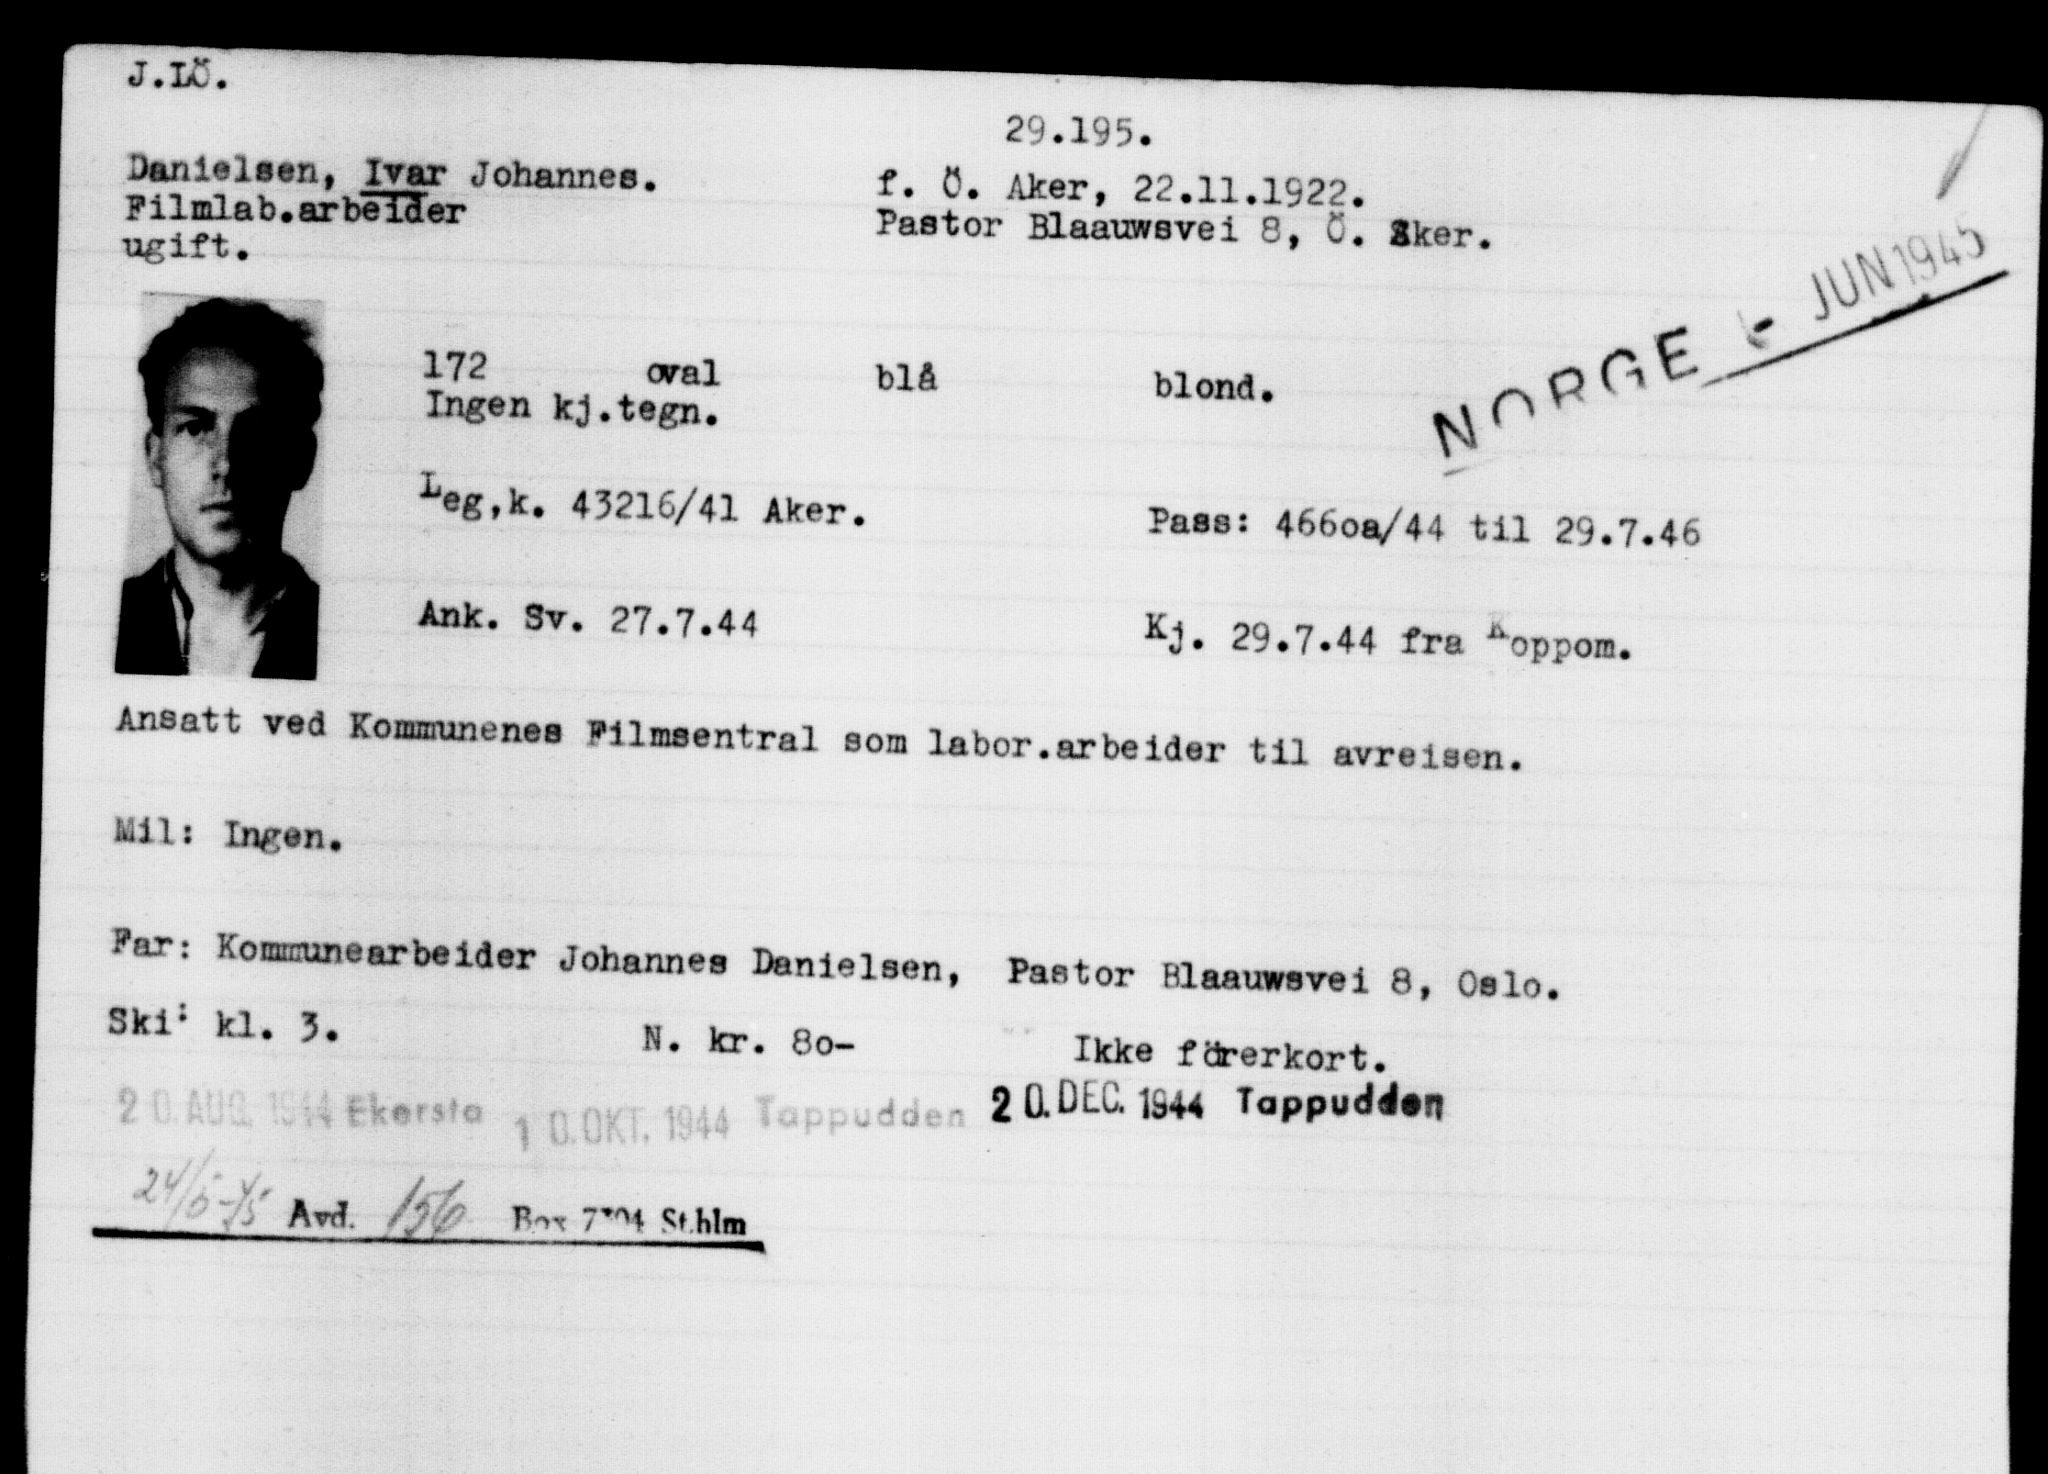 J.LÖ.
29.195.
Danielsen, Ivar Johannes. f. Ö. Aker, 22.11.1922.
Filmlab.arbeider Pastor Blaauwsvei 8, Ö. Aker.
ugift.
NORGE - JUN 1945
172 oval blå blond.
Ingen kj.tegn.
Leg,k. 43216/41 Aker. Pass: 466oa/44 til 29.7.46
Ank. Sv. 27.7.44 Kj. 29.7.44 fra Koppom.
Ansatt ved Kommunenes Filmsentral som labor.arbeider til avreisen.
Mil: Ingen.
Far: Kommunearbeider Johannes Danielsen, Pastor Blaauwsvei 8, Oslo.
Ski: kl. 3. N. kr. 8o- Ikke förerkort.
20. AUG. 1944 Ekersta 10. OKT. 1944 Tappudden 20. DEC. 1944 Tappudden
24/5-45 Avd. 156 Box St.hlm